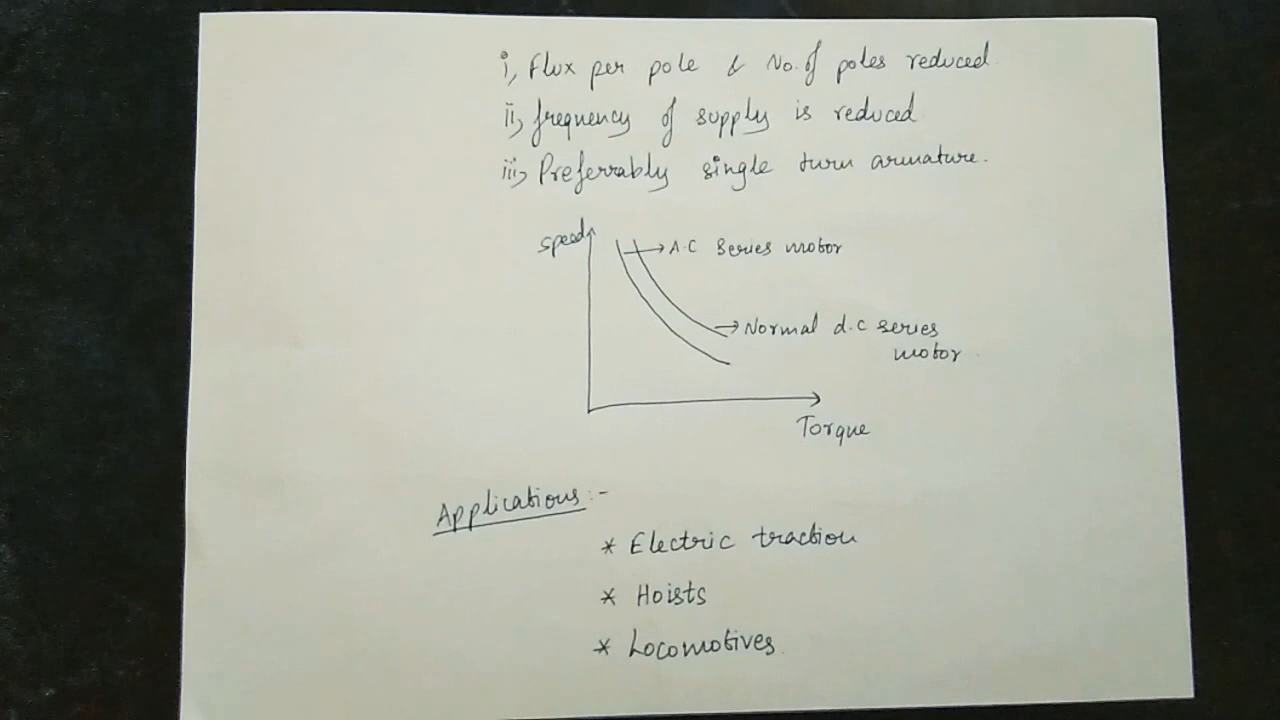 i, Flux per pole & No. of poles reduced
ii, frequency of supply is reduced
iii, Preferrably single turn armature.
Speed
A.C Series motor
Normal d.c series
motor
Torque
Applications:-
* Electric traction
* Hoists
* Locomotives